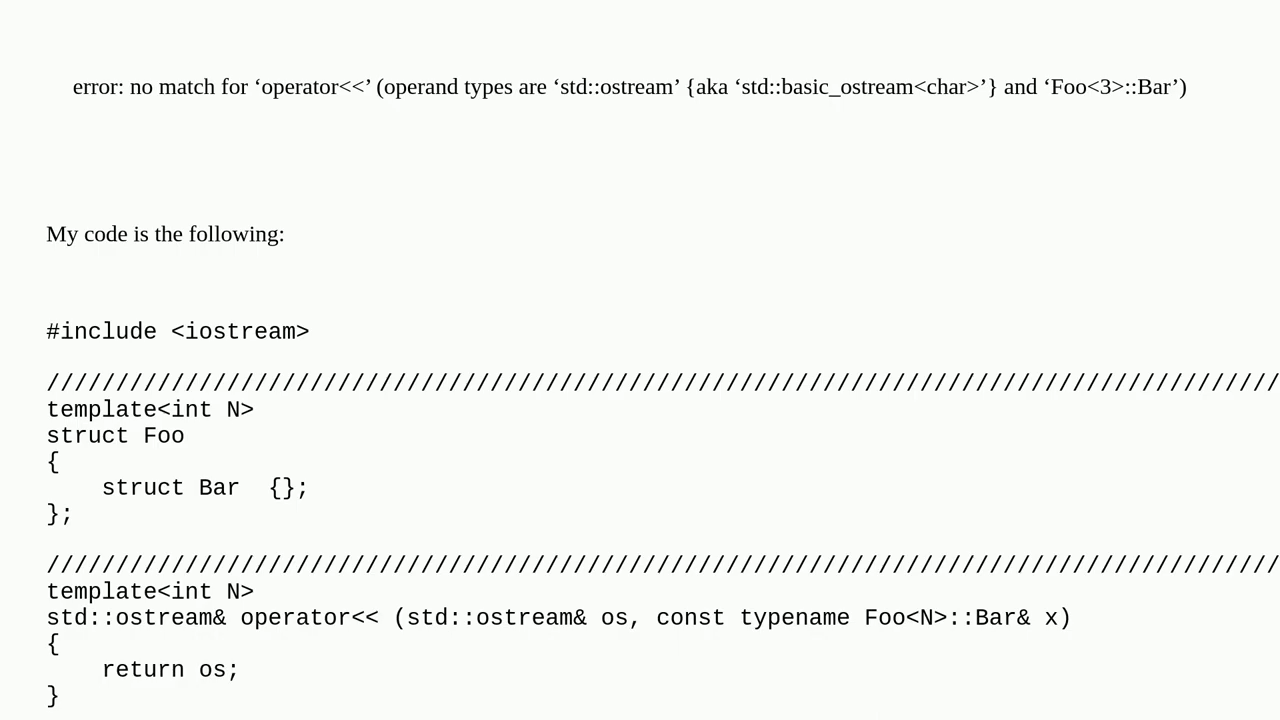 error: no match for ‘operator<<’ (operand types are ‘std::ostream’ {aka ‘std::basic_ostream<char>’} and ‘Foo<3>::Bar’)
My code is the following:
#include <iostream>
/////////////////////////////////////////////////////////////////////////////////////////
template<int N>
struct Foo
{
    struct Bar  {};
};
/////////////////////////////////////////////////////////////////////////////////////////
template<int N>
std::ostream& operator<< (std::ostream& os, const typename Foo<N>::Bar& x)
{
    return os;
}